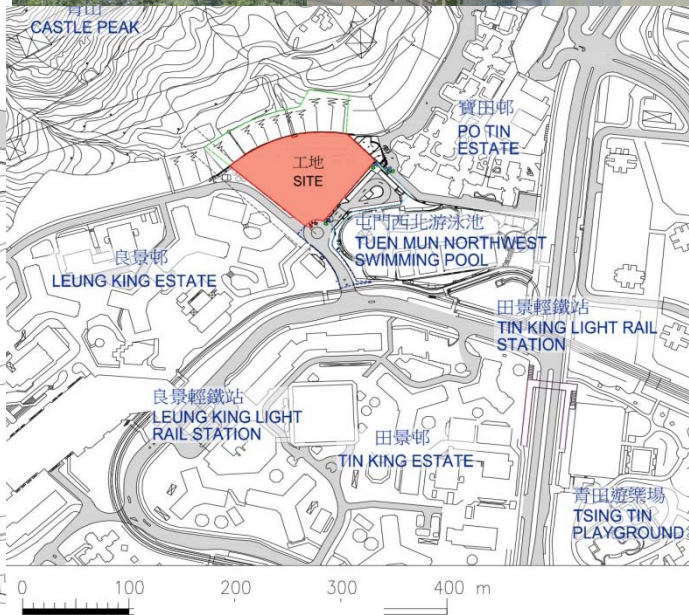 青山
CASTLE PEAK
寶田邨
PO TIN
ESTATE
工地
SITE
屯門西北游泳池
TUEN MUN NORTHWEST
SWIMMING POOL
良景邨
LEUNG KING ESTATE
田景輕鐵站
TIN KING LIGHT RAIL
STATION
良景輕鐵站
LEUNG KING LIGHT
RAIL STATION
田景邨
TIN KING ESTATE
青田遊樂場
TSING TIN
PLAYGROUND
0 100 200 300 400 m